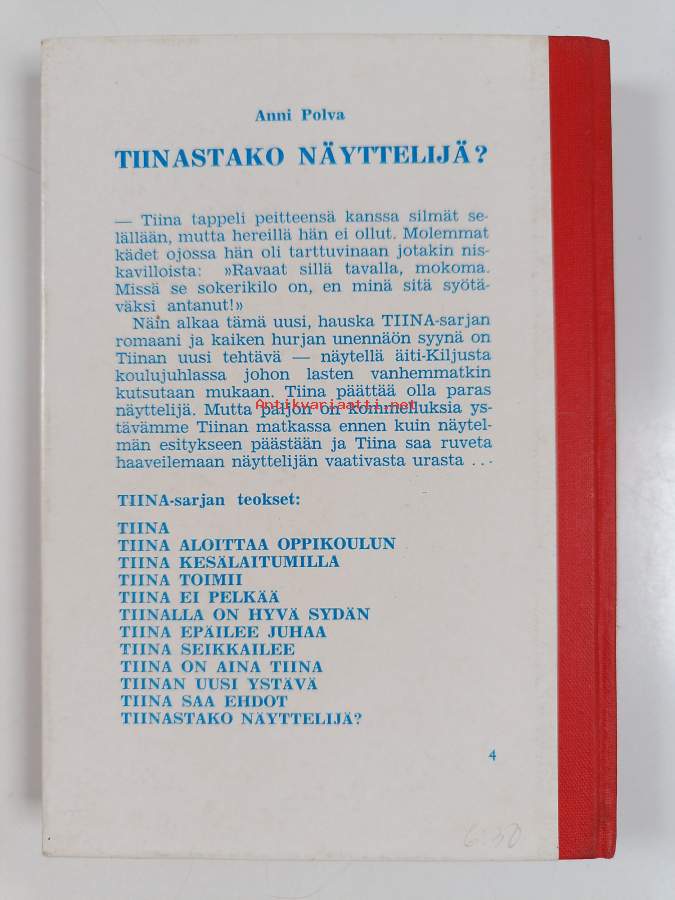 Anni Polva
TIINASTAKO NÄYTTELIJÄ?
— Tiina tappeli peitteensä kanssa silmät se-
lällään, mutta hereillä hän ei ollut. Molemmat
kädet ojossa hän oli tarttuvinaan jotakin nis-
kavilloista: »Ravaat sillä tavalla, mokoma.
Missä se sokerikilo on, en minä sitä syötä-
väksi antanut!»
Näin alkaa tämä uusi, hauska TIINA-sarjan
romaani ja kaiken hurjan unennäön syynä on
Tiinan uusi tehtävä — näytellä äiti-Kiljusta
koulujuhlassa johon lasten vanhemmatkin
kutsutaan mukaan. Tiina päättää olla paras
Antikvariaatti.net
näyttelijä. Mutta paljon on kommelluksia ys-
tävämme Tiinan matkassa ennen kuin näytel-
män esitykseen päästään ja Tiina saa ruveta
haaveilemaan näyttelijän vaativasta urasta ...
TIINA-sarjan teokset:
TIINA
TIINA ALOITTAA OPPIKOULUN
TIINA KESÄLAITUMILLA
TIINA TOIMII
TIINA EI PELKÄÄ
TIINALLA ON HYVÄ SYDÄN
TIINA EPÄILEE JUHAA
TIINA SEIKKAILEE
TIINA ON AINA TIINA
TIINAN UUSI YSTÄVÄ
TIINA SAA EHDOT
TIINASTAKO NÄYTTELIJÄ?
4
6:30